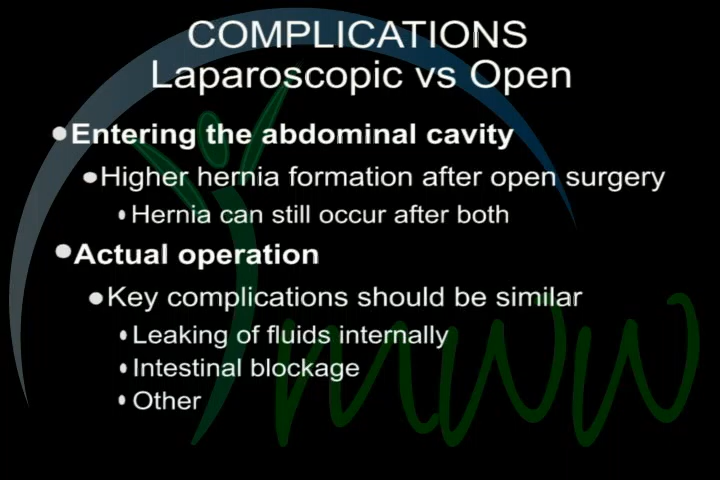 COMPLICATIONS
Laparoscopic vs Open
•Entering the abdominal cavity
•Higher hernia formation after open surgery
•Hernia can still occur after both
•Actual operation
•Key complications should be similar
•Leaking of fluids internally
•Intestinal blockage
•Other
mww